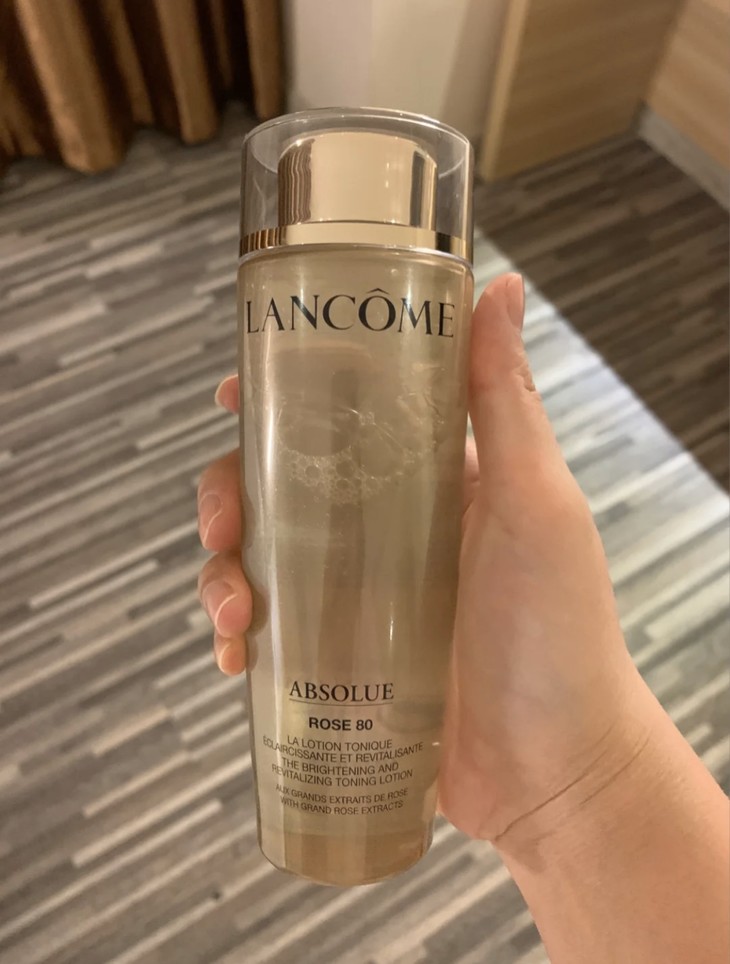 LANCÔME
ABSOLUE
ROSE 80
LA LOTION TONIQUE
ÉCLAIRCISSANTE ET REVITALISANTE
THE BRIGHTENING AND
REVITALIZING TONING LOTION
AUX GRANDS EXTRAITS DE ROSE
WITH GRAND ROSE EXTRACTS